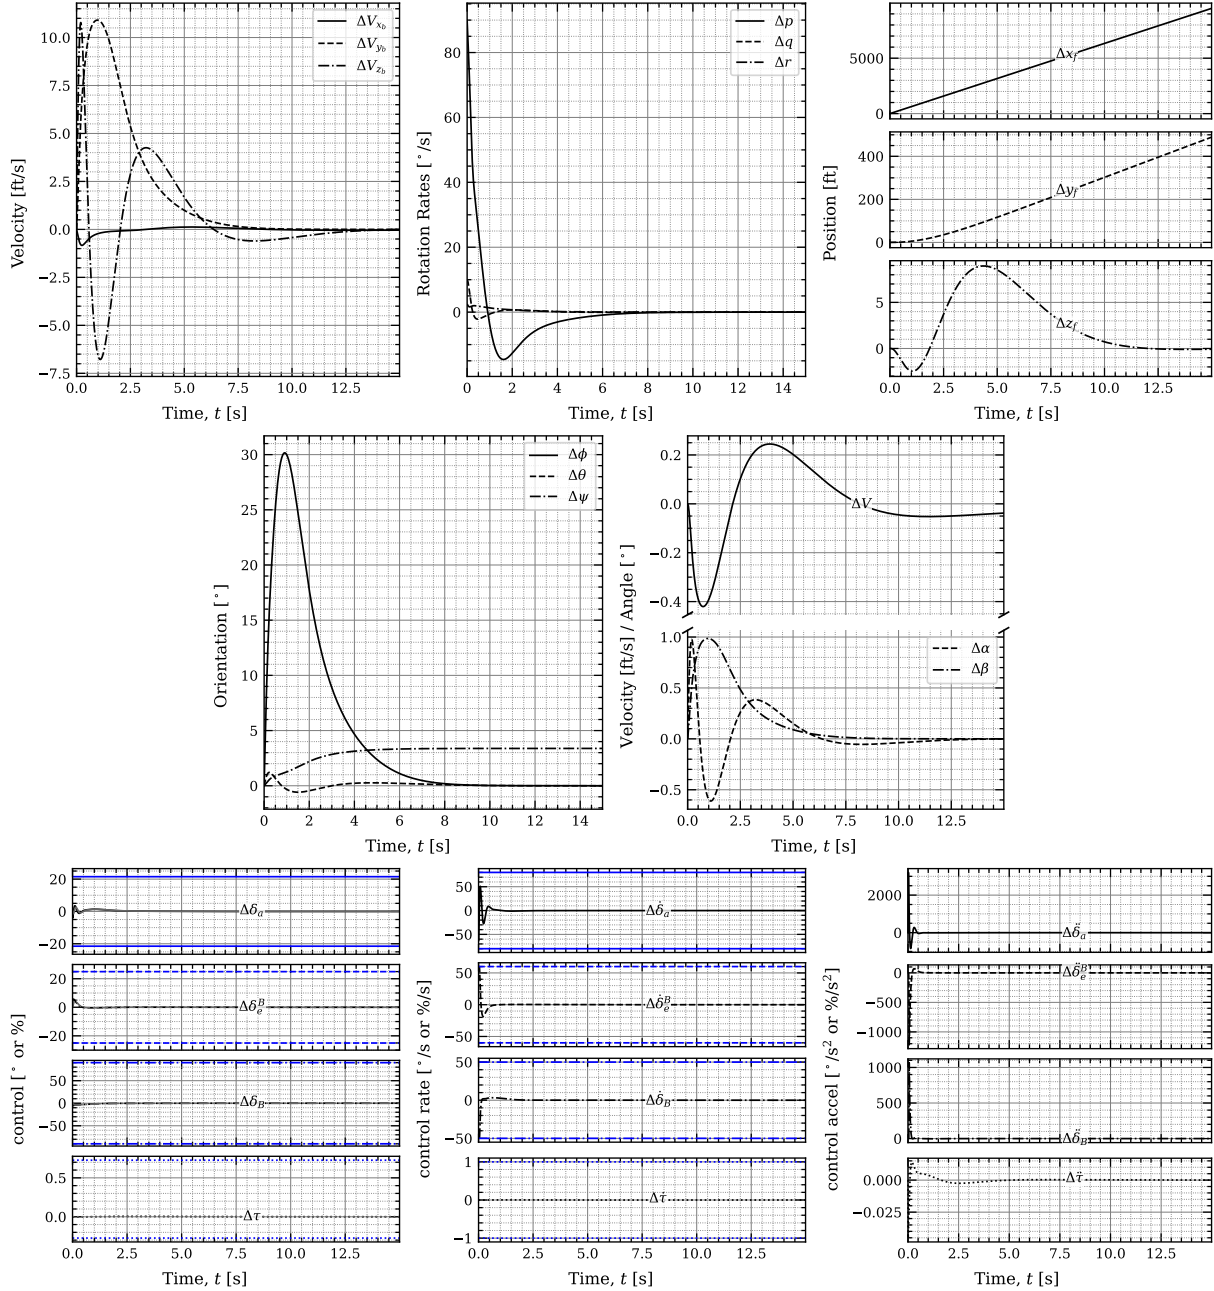 Velocity [ft/s]
10.0
7.5
5.0
2.5
0.0
−2.5
−5.0
−7.5
ΔV_{x_b}
ΔV_{y_b}
ΔV_{z_b}
0.0 2.5 5.0 7.5 10.0 12.5
Time, t [s]
Rotation Rates [°/s]
80
60
40
20
0
Δp
Δq
Δr
0 2 4 6 8 10 12 14
Time, t [s]
Position [ft]
5000
0
Δx_f
400
200
0
Δy_f
5
0
Δz_f
0.0 2.5 5.0 7.5 10.0 12.5
Time, t [s]
Orientation [°]
30
25
20
15
10
5
0
Δϕ
Δθ
Δψ
0 2 4 6 8 10 12 14
Time, t [s]
Velocity [ft/s] / Angle [°]
0.2
0.0
−0.2
−0.4
ΔV
1.0
0.5
0.0
−0.5
Δα
Δβ
0.0 2.5 5.0 7.5 10.0 12.5
Time, t [s]
control [° or %]
20
0
−20
Δδ_a
20
0
−20
Δδ_e^B
50
0
−50
Δδ_B
0.5
0.0
Δτ
0.0 2.5 5.0 7.5 10.0 12.5
Time, t [s]
control rate [°/s or %/s]
50
0
−50
Δδ̇_a
50
0
−50
Δδ̇_e^B
50
0
−50
Δδ̇_B
1
0
−1
Δτ̇
0.0 2.5 5.0 7.5 10.0 12.5
Time, t [s]
control accel [°/s² or %/s²]
2000
0
Δδ̈_a
0
−500
−1000
Δδ̈_e^B
1000
500
0
Δδ̈_B
0.000
−0.025
Δτ̈
0.0 2.5 5.0 7.5 10.0 12.5
Time, t [s]